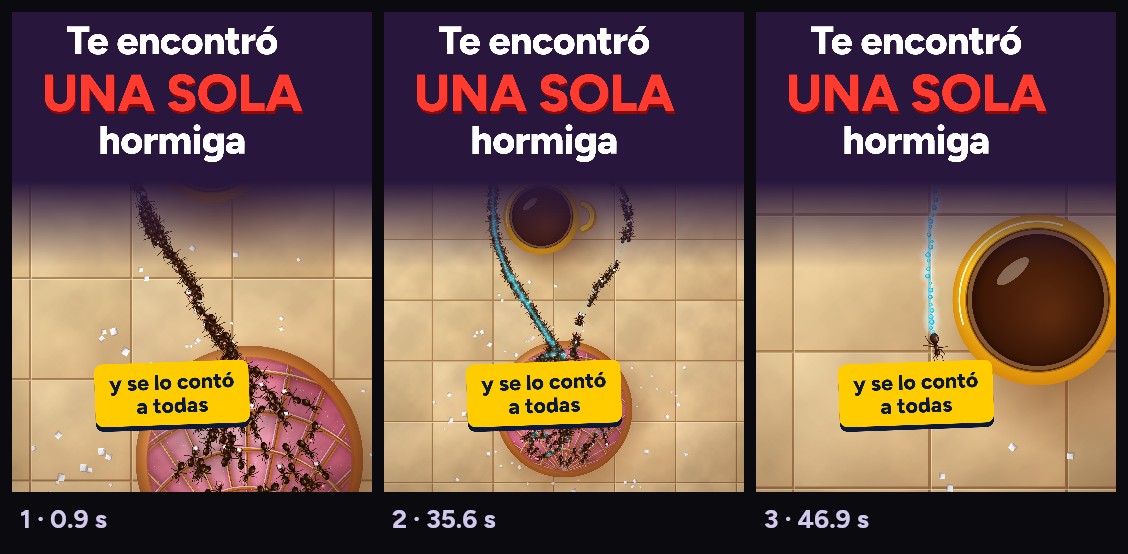 Te encontró
UNA SOLA
hormiga
y se lo contó
a todas
1 · 0.9 s
Te encontró
UNA SOLA
hormiga
y se lo contó
a todas
2 · 35.6 s
Te encontró
UNA SOLA
hormiga
y se lo contó
a todas
3 · 46.9 s